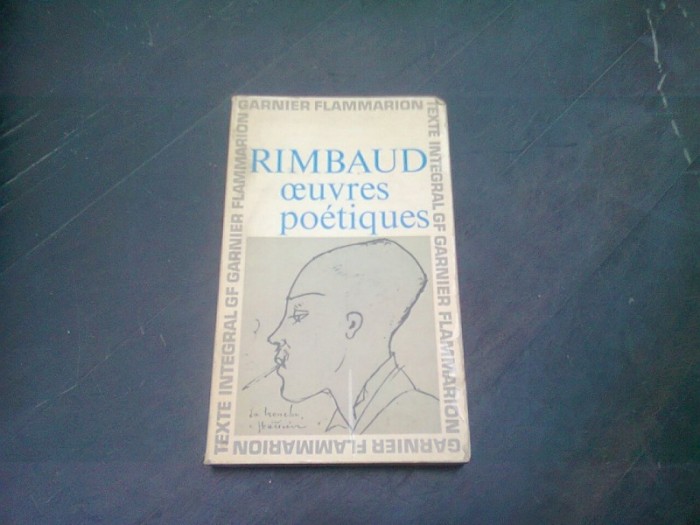 GARNIER FLAMMARION
TEXTE INTEGRAL GF GARNIER FLAMMARION
GARNIER FLAMMARION
TEXTE INTEGRAL GF GARNIER FLAMMARION
RIMBAUD
œuvres
poétiques